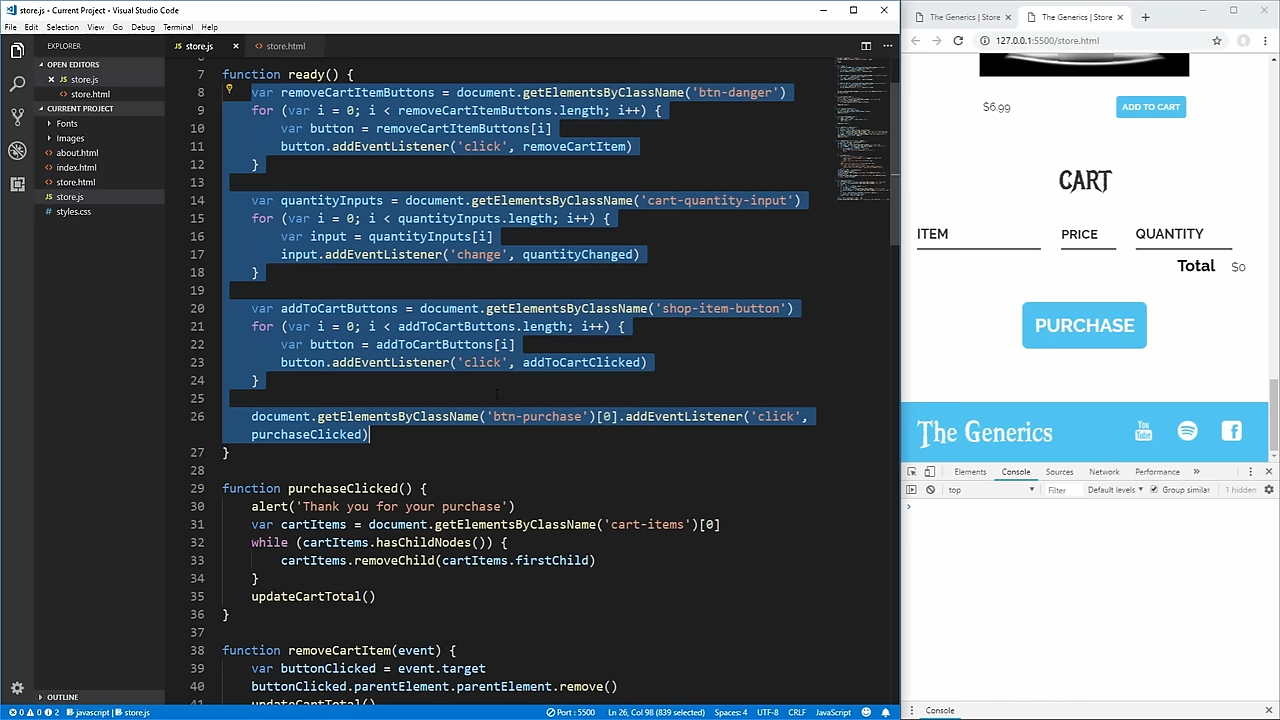 store.js - Current Project - Visual Studio Code
File Edit Selection View Go Debug Terminal Help
EXPLORER
OPEN EDITORS
store.js
store.html
CURRENT PROJECT
Fonts
Images
about.html
index.html
store.html
store.js
styles.css
OUTLINE
store.js
store.html
7 function ready() {
8 var removeCartItemButtons = document.getElementsByClassName('btn-danger')
9 for (var i = 0; i < removeCartItemButtons.length; i++) {
10 var button = removeCartItemButtons[i]
11 button.addEventListener('click', removeCartItem)
12 }
13
14 var quantityInputs = document.getElementsByClassName('cart-quantity-input')
15 for (var i = 0; i < quantityInputs.length; i++) {
16 var input = quantityInputs[i]
17 input.addEventListener('change', quantityChanged)
18 }
19
20 var addToCartButtons = document.getElementsByClassName('shop-item-button')
21 for (var i = 0; i < addToCartButtons.length; i++) {
22 var button = addToCartButtons[i]
23 button.addEventListener('click', addToCartClicked)
24 }
25
26 document.getElementsByClassName('btn-purchase')[0].addEventListener('click',
purchaseClicked)
27 }
28
29 function purchaseClicked() {
30 alert('Thank you for your purchase')
31 var cartItems = document.getElementsByClassName('cart-items')[0]
32 while (cartItems.hasChildNodes()) {
33 cartItems.removeChild(cartItems.firstChild)
34 }
35 updateCartTotal()
36 }
37
38 function removeCartItem(event) {
39 var buttonClicked = event.target
40 buttonClicked.parentElement.parentElement.remove()
41 updateCartTotal()
0 0 2 javascript | store.js Port : 5500 Ln 26, Col 98 (839 selected) Spaces: 4 UTF-8 CRLF JavaScript
The Generics | Store
The Generics | Store
127.0.0.1:5500/store.html
$6.99 ADD TO CART
CART
ITEM PRICE QUANTITY
Total $0
PURCHASE
The Generics
You Tube
Elements Console Sources Network Performance »
top Filter Default levels Group similar 1 hidden
Console